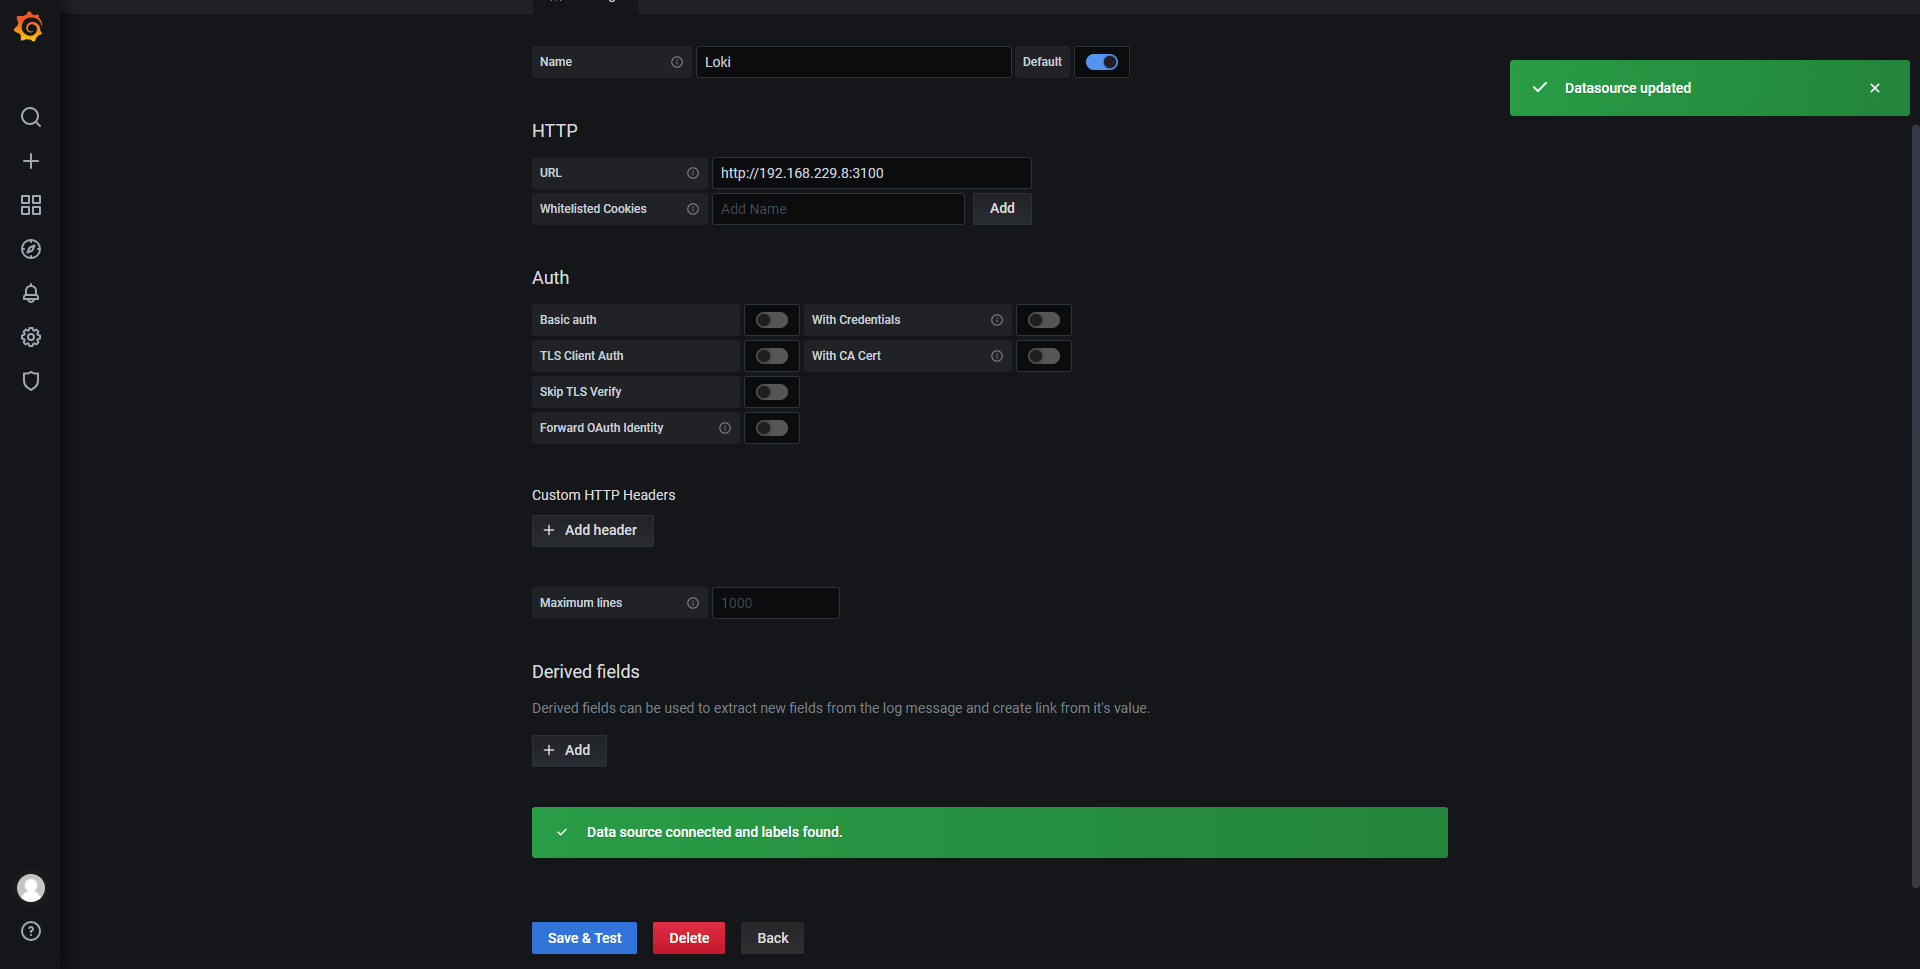 Name
Loki
Default
Datasource updated
HTTP
URL
http://192.168.229.8:3100
Whitelisted Cookies
Add Name
Add
Auth
Basic auth
With Credentials
TLS Client Auth
With CA Cert
Skip TLS Verify
Forward OAuth Identity
Custom HTTP Headers
Add header
Maximum lines
1000
Derived fields
Derived fields can be used to extract new fields from the log message and create link from it's value.
Add
Data source connected and labels found.
Save & Test
Delete
Back